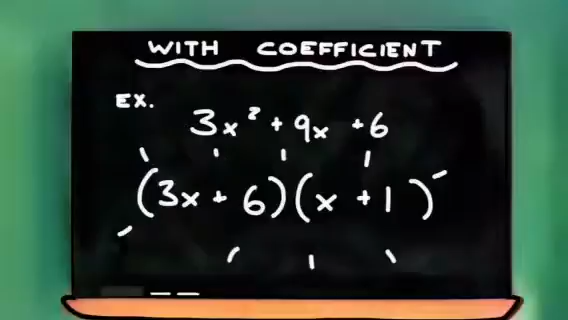 WITH COEFFICIENT
EX.
3x² + 9x + 6
(3x + 6)(x + 1)